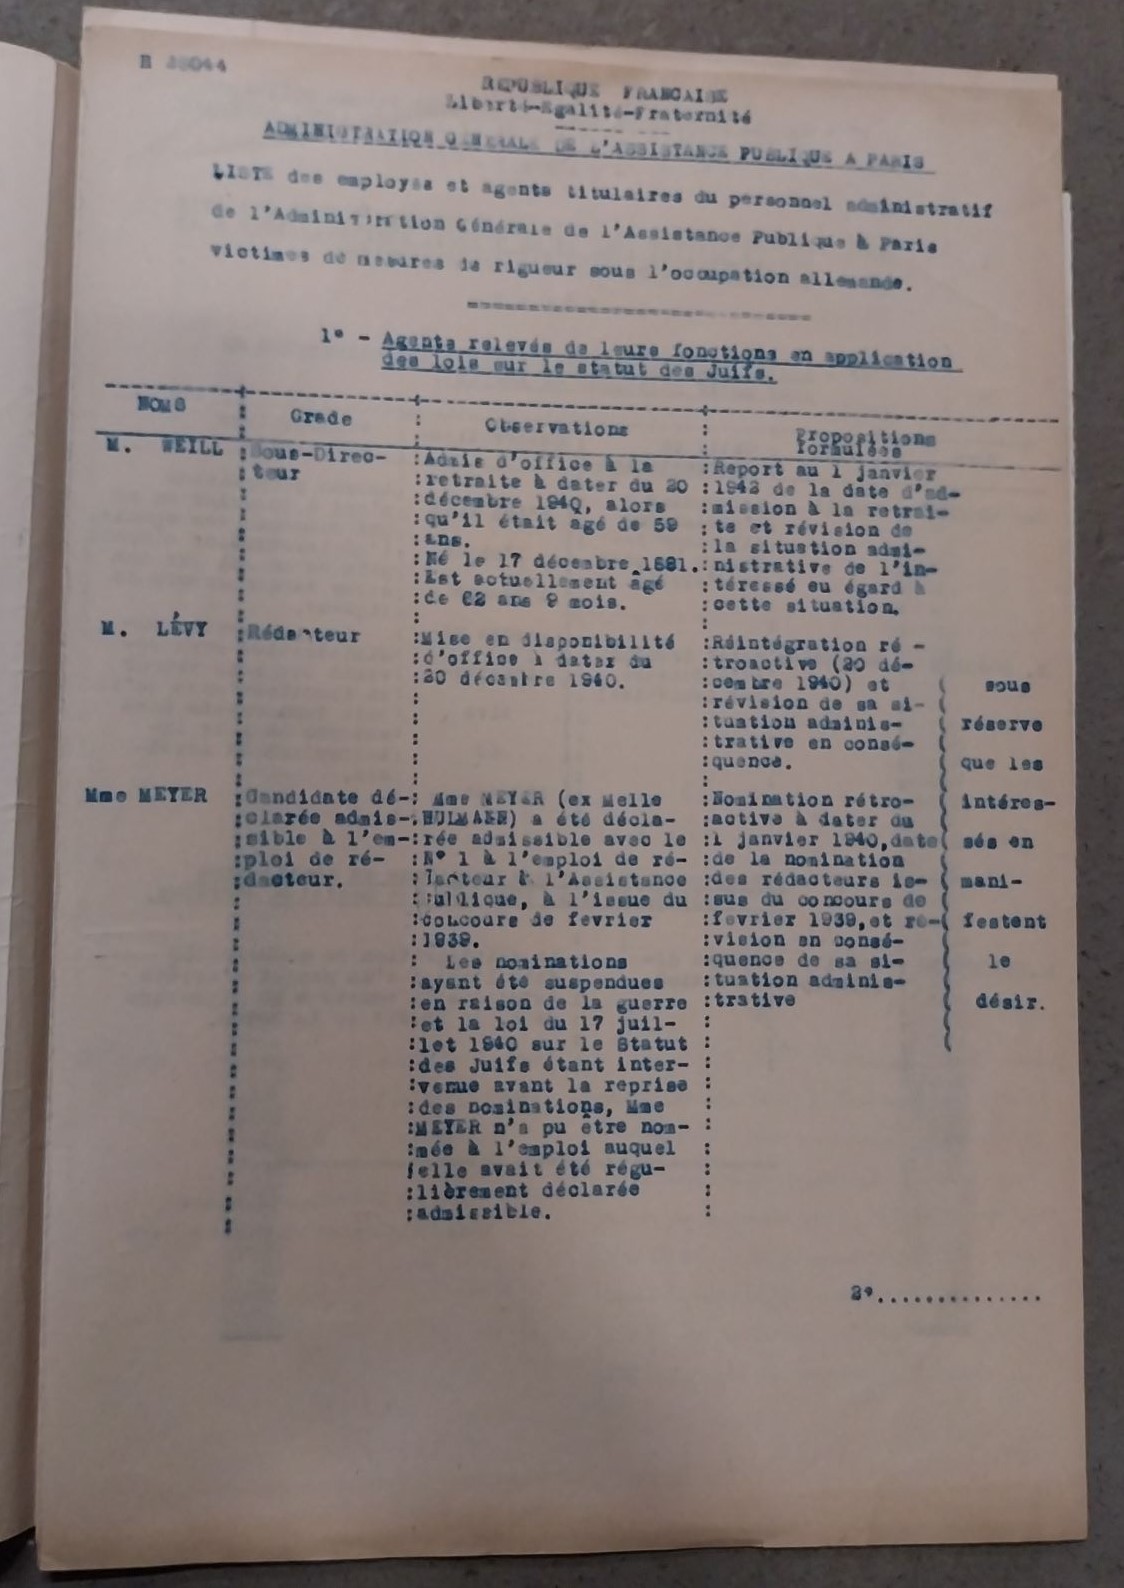 REPUBLIQUE FRANCAISE
Liberté-Egalité-Fraternité
ADMINISTRATION GENERALE DE L'ASSISTANCE PUBLIQUE A PARIS
LISTE des employés et agents titulaires du personnel administratif
de l'Administration Générale de l'Assistance Publique à Paris
victimes de mesures de rigueur sous l'occupation allemande.
1° - Agents relevés de leurs fonctions en application
des lois sur le statut des Juifs.
NOMS : Grade : Observations : Propositions
formulées
M. WEILL
:Sous-Direc-
:teur
:Admis d'office à la
:retraite à dater du 20
:décembre 1940, alors
:qu'il était agé de 59
:ans.
:Né le 17 décembre 1881.
:Est actuellement agé
:de 62 ans 9 mois.
:Report au 1 janvier
:1943 de la date d'ad-
:mission à la retrai-
:te et révision de
:la situation admi-
:nistrative de l'in-
:téressé eu égard à
:cette situation.
M. LÉVY
:Rédacteur
:Mise en disponibilité
:d'office à dater du
:20 décembre 1940.
:Réintégration ré -
:troactive (20 dé-
:cembre 1940) et
:révision de sa si-
:tuation adminis-
:trative en consé-
:quence.
Mme MEYER
:Candidate dé-
:clarée admis-
:sible à l'em-
:ploi de ré-
:dacteur.
: Mme MEYER (ex Melle
) a été décla-
:rée admissible avec le
:N° 1 à l'emploi de ré-
:dacteur à l'Assistance
:Publique, à l'issue du
:concours de fevrier
:1939.
: Les nominations
:ayant été suspendues
:en raison de la guerre
:et la loi du 17 juil-
:let 1940 sur le Statut
:des Juifs étant inter-
:venue avant la reprise
:des nominations, Mme
:MEYER n'a pu être nom-
:mée à l'emploi auquel
:elle avait été régu-
:lièrement déclarée
:admissible.
:Nomination rétro-
:active à dater du
:1 janvier 1940,date
:de la nomination
:des rédacteurs is-
:sus du concours de
:fevrier 1939,et ré-
:vision en consé-
:quence de sa si-
:tuation adminis-
:trative
sous
réserve
que les
intéres-
sés en
mani-
festent
le
désir.
2°..............